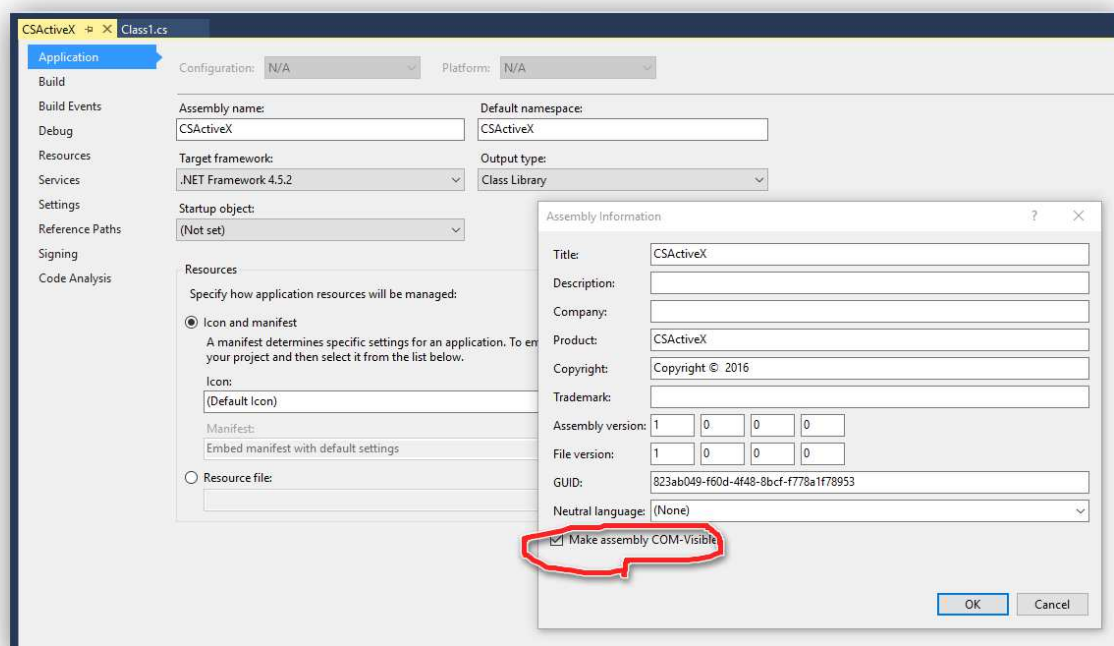 CSActiveX
Class1.cs
Application
Build
Build Events
Debug
Resources
Services
Settings
Reference Paths
Signing
Code Analysis
Configuration: N/A Platform: N/A
Assembly name: Default namespace:
CSActiveX CSActiveX
Target framework: Output type:
.NET Framework 4.5.2 Class Library
Startup object:
(Not set)
Resources
Specify how application resources will be managed:
Icon and manifest
A manifest determines specific settings for an application. To em
your project and then select it from the list below.
Icon:
(Default Icon)
Manifest:
Embed manifest with default settings
Resource file:
Assembly Information ? X
Title: CSActiveX
Description:
Company:
Product: CSActiveX
Copyright: Copyright © 2016
Trademark:
Assembly version: 1 0 0 0
File version: 1 0 0 0
GUID: 823ab049-f60d-4f48-8bcf-f778a1f78953
Neutral language: (None)
Make assembly COM-Visible
OK Cancel